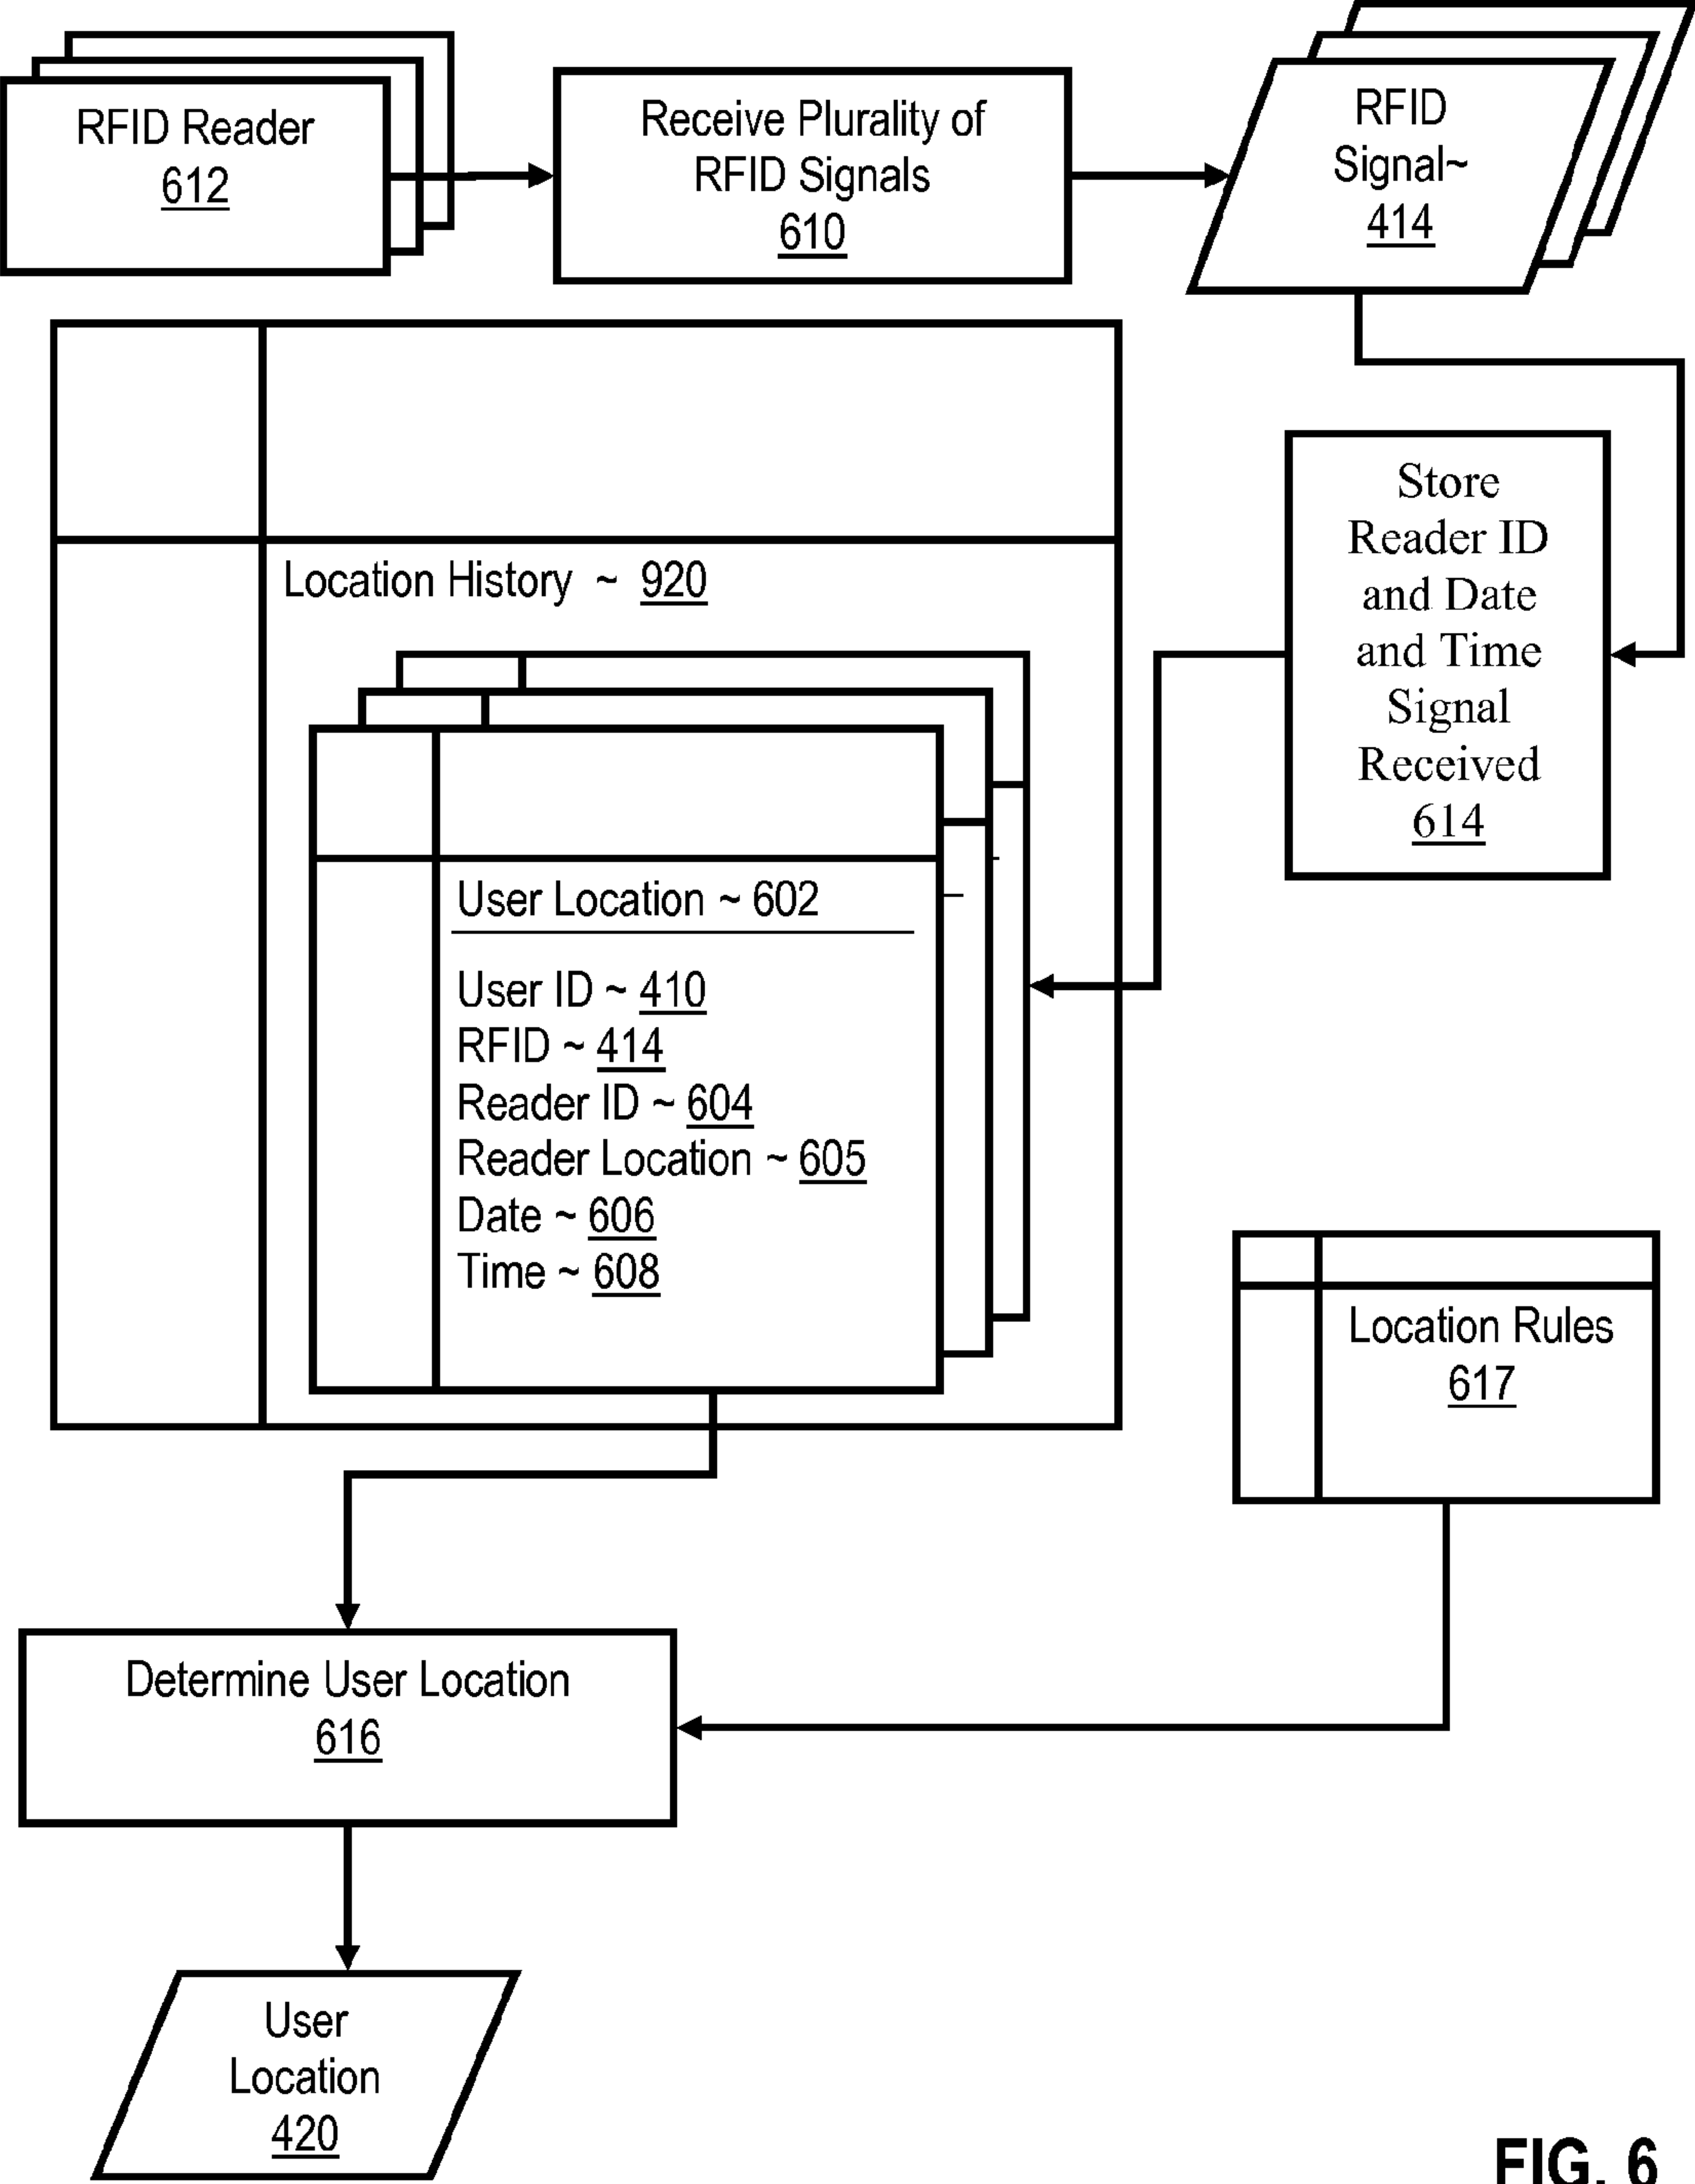 RFID Reader
612
Receive Plurality of
RFID Signals
610
RFID
Signal~
414
Store
Reader ID
and Date
and Time
Signal
Received
614
Location History ~ 920
User Location ~ 602
User ID ~ 410
RFID ~ 414
Reader ID ~ 604
Reader Location ~ 605
Date ~ 606
Time ~ 608
Location Rules
617
Determine User Location
616
User
Location
420
FIG. 6